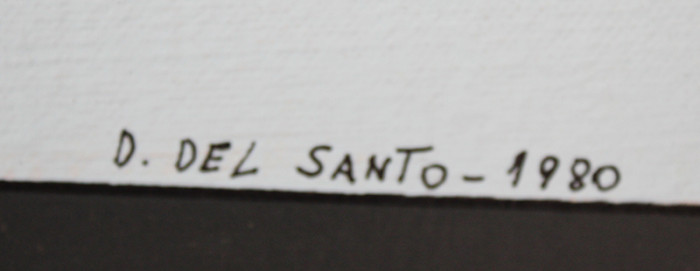 D. DEL SANTO - 1980